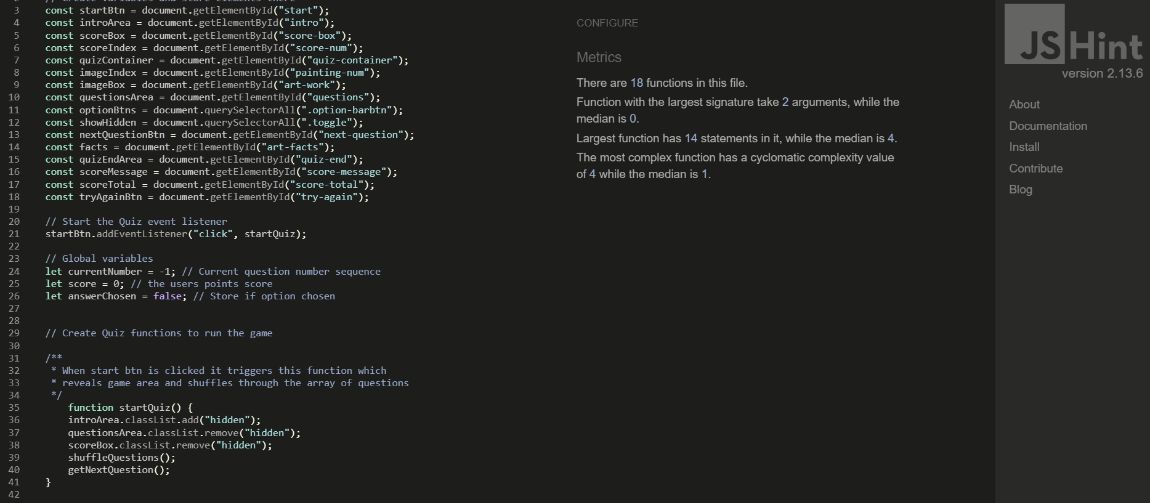 3 const startBtn = document.getElementById("start");
4 const introArea = document.getElementById("intro");
5 const scoreBox = document.getElementById("score-box");
6 const scoreIndex = document.getElementById("score-num");
7 const quizContainer = document.getElementById("quiz-container");
8 const imageIndex = document.getElementById("painting-num");
9 const imageBox = document.getElementById("art-work");
10 const questionsArea = document.getElementById("questions");
11 const optionBtns = document.querySelectorAll(".option-barbtn");
12 const showHidden = document.querySelectorAll(".toggle");
13 const nextQuestionBtn = document.getElementById("next-question");
14 const facts = document.getElementById("art-facts");
15 const quizEndArea = document.getElementById("quiz-end");
16 const scoreMessage = document.getElementById("score-message");
17 const scoreTotal = document.getElementById("score-total");
18 const tryAgainBtn = document.getElementById("try-again");
19
20 // Start the Quiz event listener
21 startBtn.addEventListener("click", startQuiz);
22
23 // Global variables
24 let currentNumber = -1; // Current question number sequence
25 let score = 0; // the users points score
26 let answerChosen = false; // Store if option chosen
27
28
29 // Create Quiz functions to run the game
30
31 /**
32 * When start btn is clicked it triggers this function which
33 * reveals game area and shuffles through the array of questions
34 */
35 function startQuiz() {
36 introArea.classList.add("hidden");
37 questionsArea.classList.remove("hidden");
38 scoreBox.classList.remove("hidden");
39 shuffleQuestions();
40 getNextQuestion();
41 }
42
CONFIGURE
Metrics
There are 18 functions in this file.
Function with the largest signature take 2 arguments, while the
median is 0.
Largest function has 14 statements in it, while the median is 4.
The most complex function has a cyclomatic complexity value
of 4 while the median is 1.
JSHint
version 2.13.6
About
Documentation
Install
Contribute
Blog